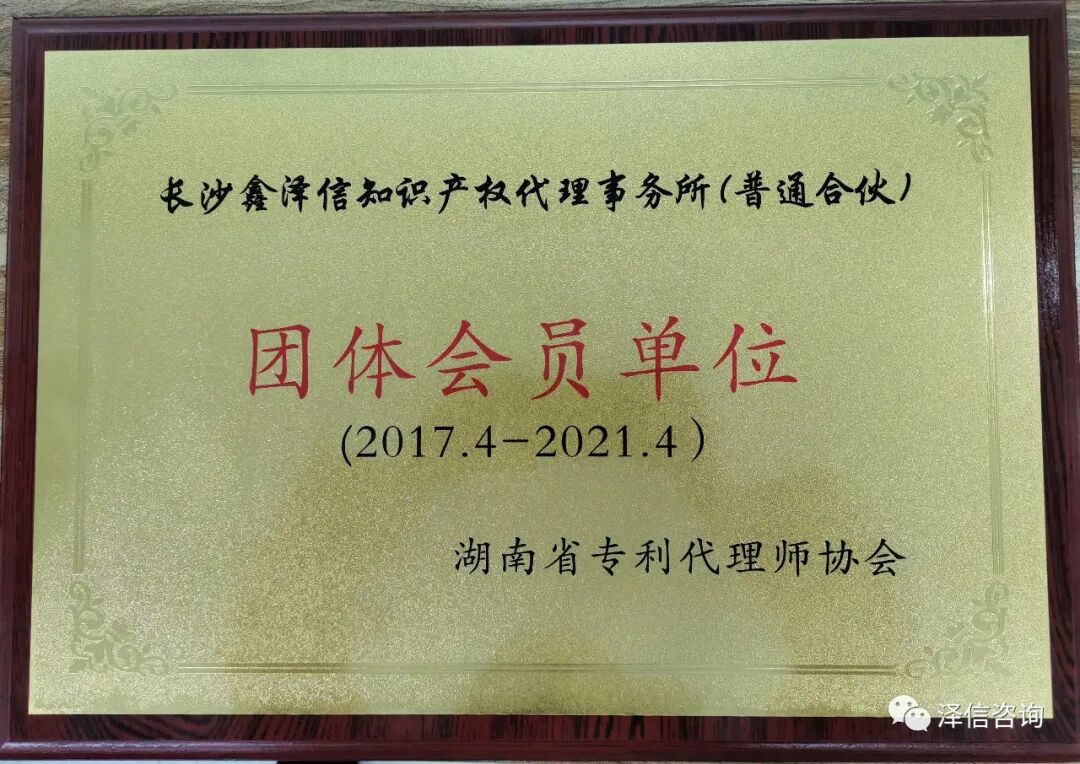 长沙鑫泽信知识产权代理事务所(普通合伙)
团体会员单位
(2017.4-2021.4)
湖南省专利代理师协会
泽信咨询